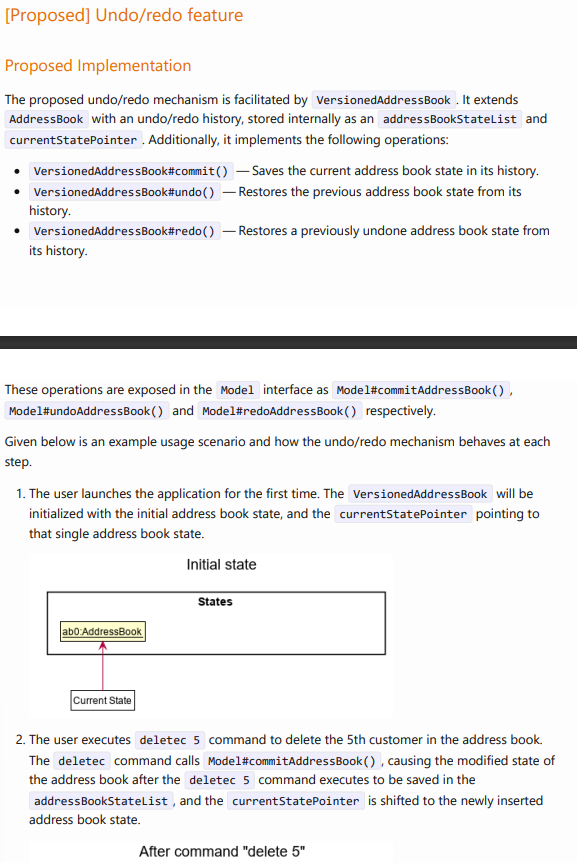 [Proposed] Undo/redo feature
Proposed Implementation
The proposed undo/redo mechanism is facilitated by VersionedAddressBook . It extends
AddressBook with an undo/redo history, stored internally as an addressBookStateList and
currentStatePointer . Additionally, it implements the following operations:
• VersionedAddressBook#commit() — Saves the current address book state in its history.
• VersionedAddressBook#undo() — Restores the previous address book state from its
history.
• VersionedAddressBook#redo() — Restores a previously undone address book state from
its history.
These operations are exposed in the Model interface as Model#commitAddressBook() ,
Model#undoAddressBook() and Model#redoAddressBook() respectively.
Given below is an example usage scenario and how the undo/redo mechanism behaves at each
step.
1. The user launches the application for the first time. The VersionedAddressBook will be
initialized with the initial address book state, and the currentStatePointer pointing to
that single address book state.
Initial state
States
ab0:AddressBook
Current State
2. The user executes deletec 5 command to delete the 5th customer in the address book.
The deletec command calls Model#commitAddressBook() , causing the modified state of
the address book after the deletec 5 command executes to be saved in the
addressBookStateList , and the currentStatePointer is shifted to the newly inserted
address book state.
After command "delete 5"